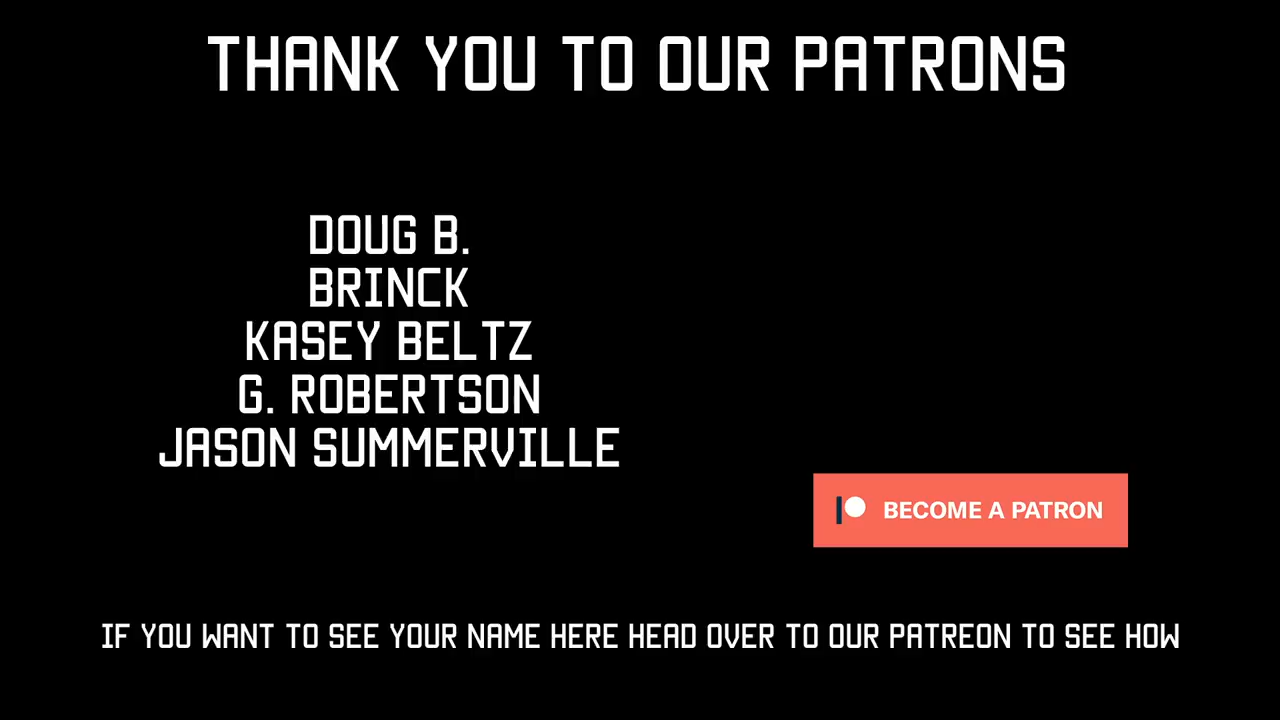 THANK YOU TO OUR PATRONS
DOUG B.
BRINCK
KASEY BELTZ
G. ROBERTSON
JASON SUMMERVILLE
BECOME A PATRON
IF YOU WANT TO SEE YOUR NAME HERE HEAD OVER TO OUR PATREON TO SEE HOW